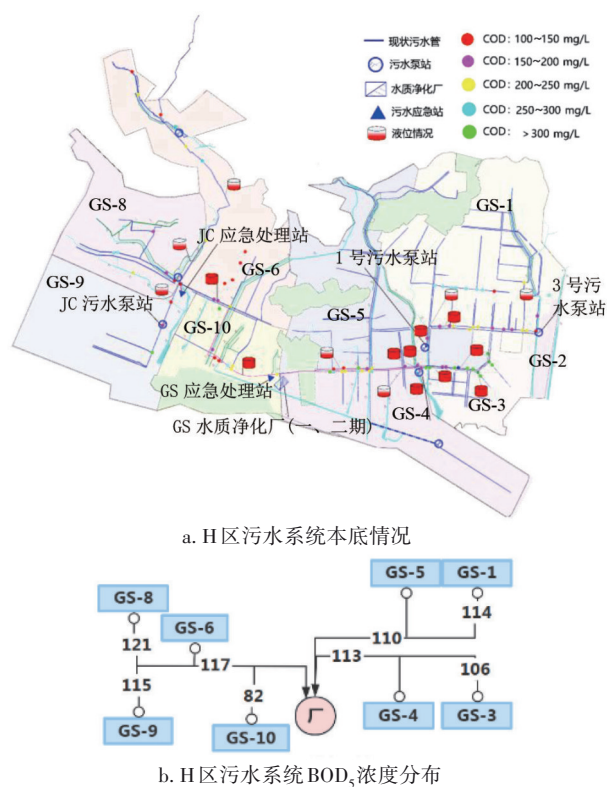 现状污水管 COD: 100~150 mg/L
污水泵站 COD: 150~200 mg/L
水质净化厂 COD: 200~250 mg/L
污水应急站 COD: 250~300 mg/L
液位情况 COD: >300 mg/L
GS-8
GS-1
JC 应急处理站
1号污水泵站
GS-6
3号污
水泵站
GS-9
JC 污水泵站
GS-10
GS-5
GS-2
GS 应急处理站
GS-3
GS-4
GS 水质净化厂(一、二期)
a. H区污水系统本底情况
GS-5 GS-1
GS-8
114
GS-6
121
110
117 113 106
115
82
厂
GS-9 GS-10 GS-4 GS-3
b. H区污水系统BOD₅浓度分布